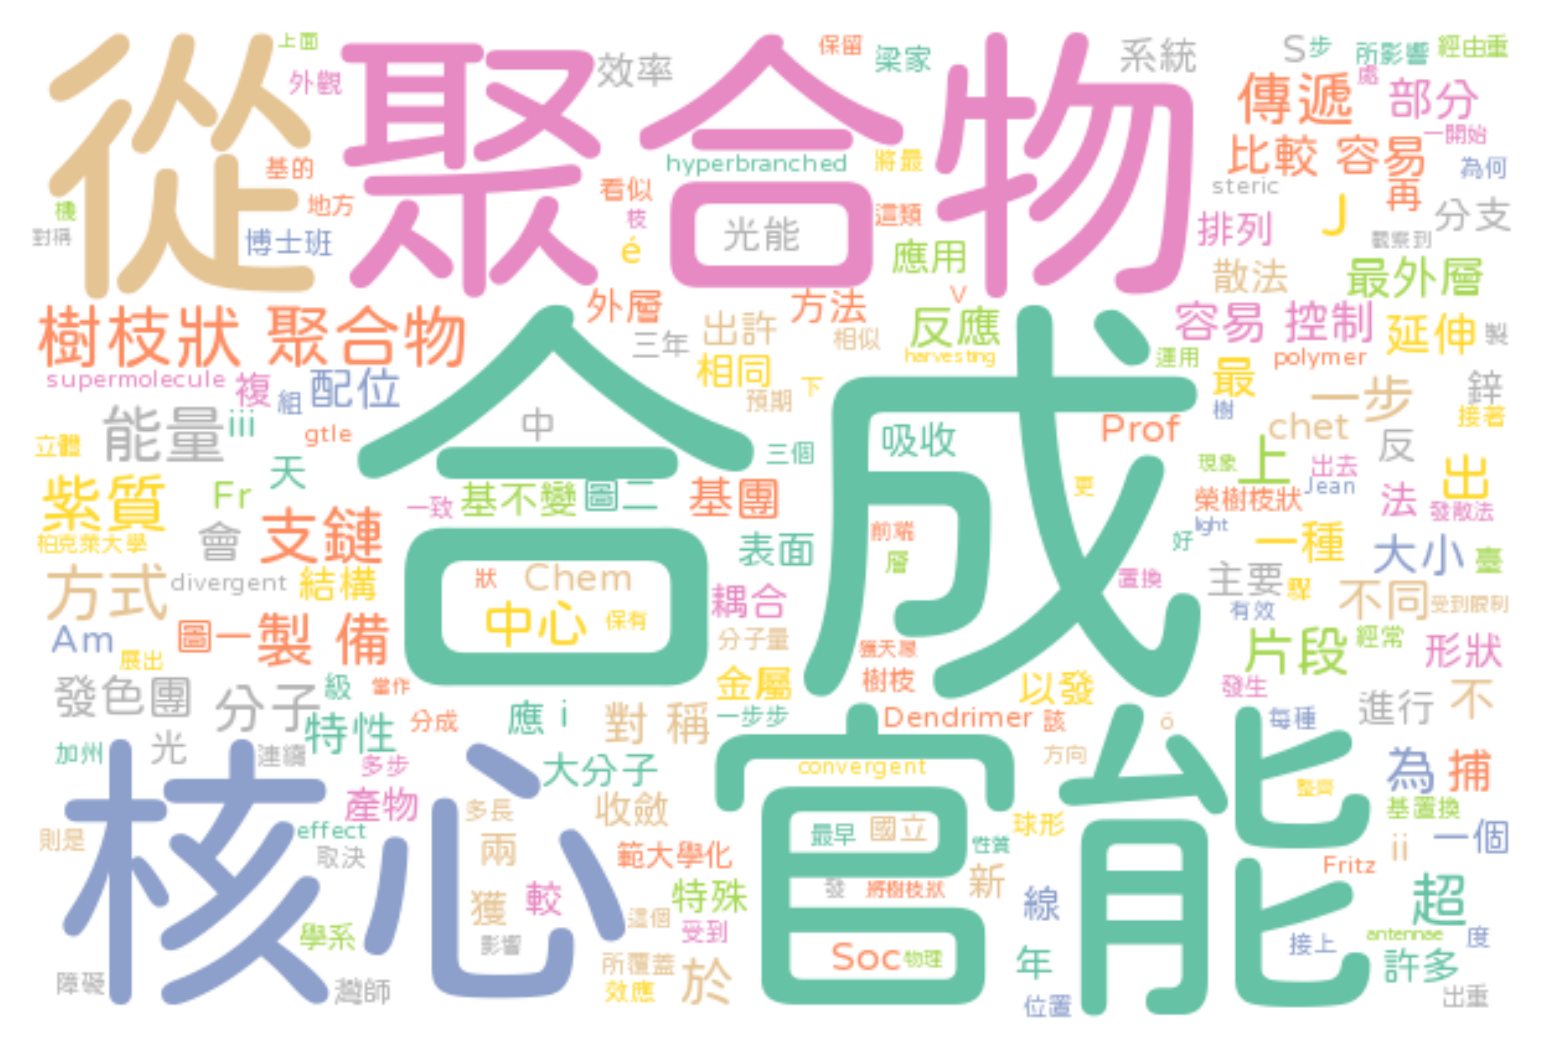 從
聚合物
合成
核心
官能
上面
外觀
效率
保留
梁家
系統
S
步
所影響
經由重
處
傳遞
部分
一開始
比較 容易
為何
基的
hyperbranched
將最
看似
steric
再
機
地方
枝
光能
這類
J
分支
對稱
博士班
é
應用
排列
觀察到
散法
最外層
外層
方法
V
樹枝狀 聚合物
三年
出許
相似
反應
容易 控制
延伸
製
harvesting
運用
polymer
supermolecule
複
組
配位
相同
預期
下
最
樹
一步
鋅
接著
能量
iii
gtle
中
吸收
Prof
chet
反
立體
天
三個
現象
上
出去
Jean
出
紫質
Fr
一致
基不變
圖二
基團
更
榮樹枝狀
法
發散法
柏克萊大學
會
支鏈
表面
前端
層
light
好
一種
大小
臺
方式
divergent
結構
狀
Chem
耦合
置換
主要
不同
受到限制
中心
保有
有效
Am
展出
圖一
製 備
分子量
獵天犀
片段
經常
形狀
發色團
分子
級
當作
金屬
樹枝
以發
發生
進行
不
特性
分成
應
i
對 稱
一步步
Dendrimer
該
ö
每種
加州
光
連續
多步
大分子
convergent
方向
為
捕
整齊
產物
多長
收斂
基置換
則是
effect
取決
兩
最早
國立
性質
球形
ii
一個
範大學化
Fritz
獲
較
特殊
發
將樹枝狀
新
線
超
這個
學系
影響
受到
antennae
度
接上
Soc
物理
障礙
灣師
所覆蓋
效應
於
年
位置
許多
出重